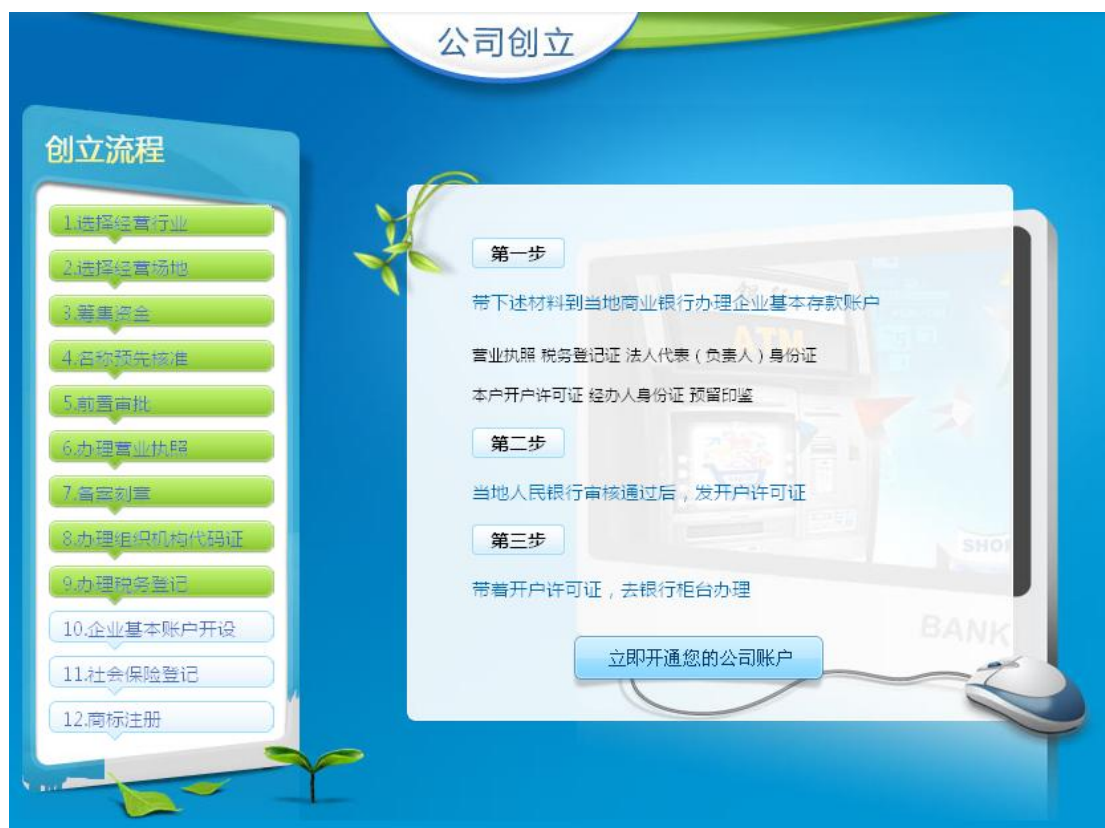 公司创立
创立流程
1.选择经营行业
2.选择经营场地
3.筹集资金
4.名称预先核准
5.前置审批
6.办理营业执照
7.备案刻章
8.办理组织机构代码证
9.办理税务登记
10.企业基本账户开设
11.社会保险登记
12.商标注册
第一步
带下述材料到当地商业银行办理企业基本存款账户
营业执照 税务登记证 法人代表（负责人）身份证
本户开户许可证 经办人身份证 预留印鉴
第二步
当地人民银行审核通过后，发开户许可证
第三步
带着开户许可证，去银行柜台办理
立即开通您的公司账户
ATM
SHOP
BANK